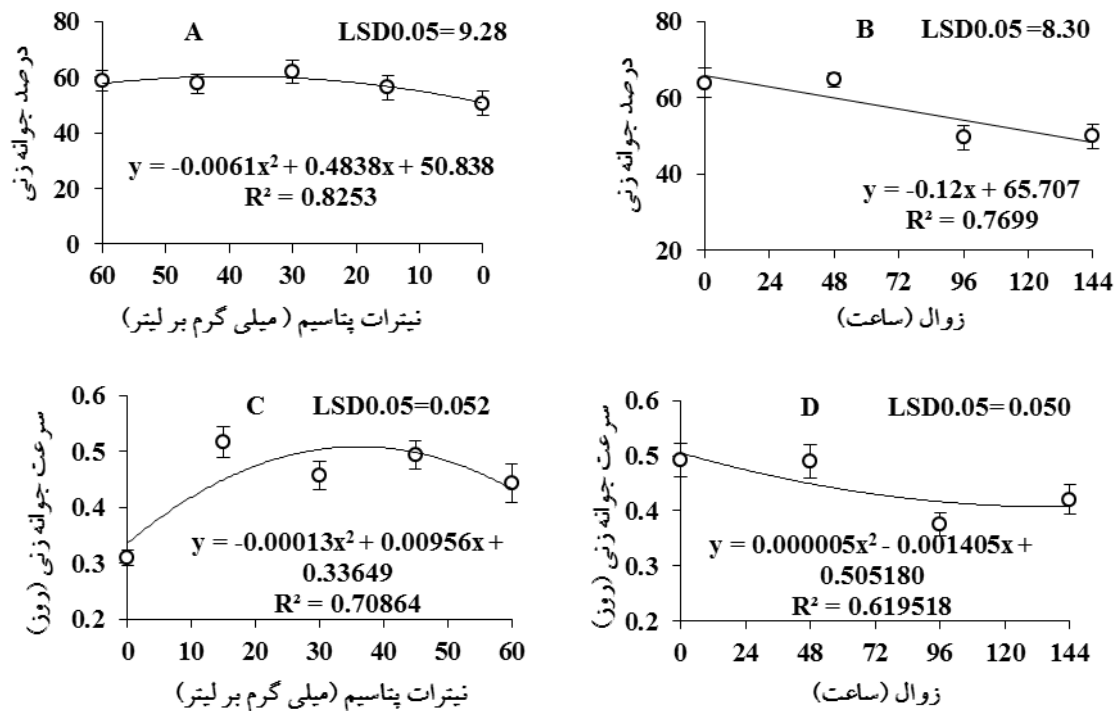 A LSD0.05= 9.28
درصد جوانه زنی
80
60
40
20
0
y = -0.0061x² + 0.4838x + 50.838
R² = 0.8253
60 50 40 30 20 10 0
نیترات پتاسیم ( میلی گرم بر لیتر)
B LSD0.05 =8.30
درصد جوانه زنی
80
60
40
20
y = -0.12x + 65.707
R² = 0.7699
0 24 48 72 96 120 144
زوال (ساعت)
C LSD0.05=0.052
سرعت جوانه زنی (روز)
0.6
0.5
0.4
0.3
0.2
y = -0.00013x² + 0.00956x +
0.33649
R² = 0.70864
0 10 20 30 40 50 60
نیترات پتاسیم (میلی گرم بر لیتر)
D LSD0.05= 0.050
سرعت جوانه زنی (روز)
0.6
0.5
0.4
0.3
0.2
y = 0.000005x² - 0.001405x +
0.505180
R² = 0.619518
0 24 48 72 96 120 144
زوال (ساعت)